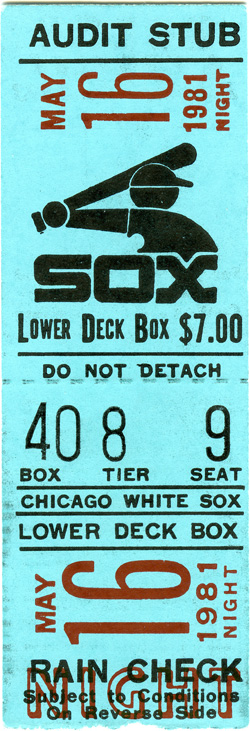 AUDIT STUB
MAY 16 1981 NIGHT
SOX
LOWER DECK BOX $7.00
DO NOT DETACH
40 8 9
BOX TIER SEAT
CHICAGO WHITE SOX
LOWER DECK BOX
MAY 16 1981
NIGHT
RAIN CHECK
Subject to Conditions
On Reverse Side